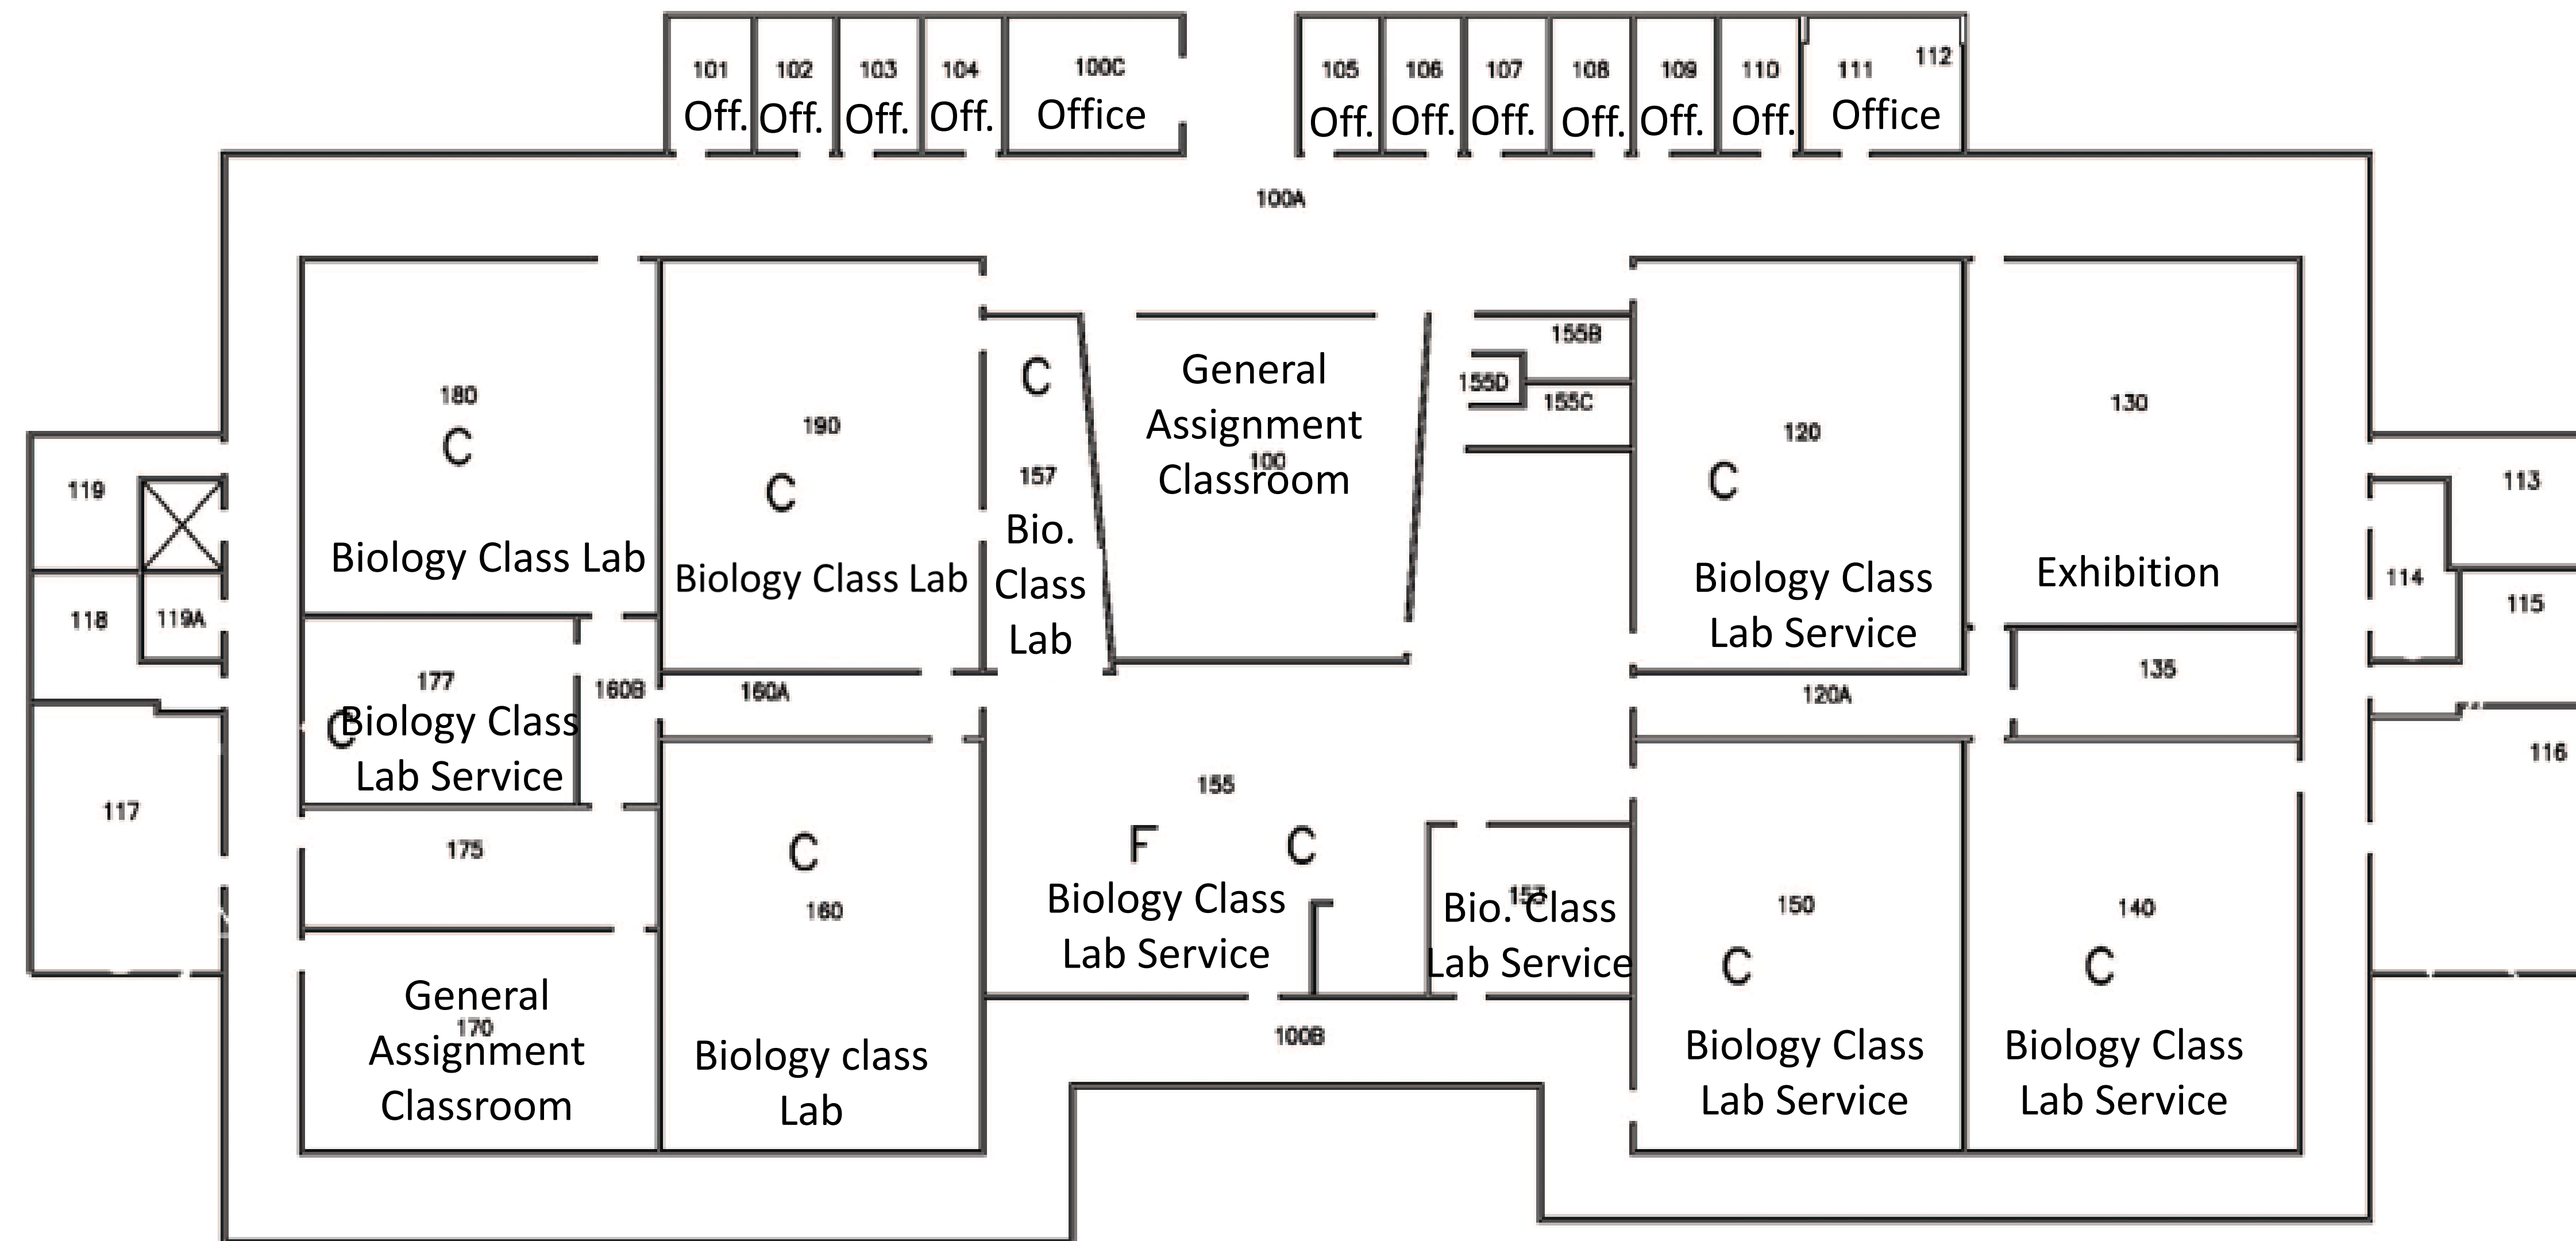 101 102 103 104 100C 105 106 107 108 109 110 111 112
Off. Off. Off. Off. Office Off. Off. Off. Off. Off. Off. Office
100A
180
C
Biology Class Lab
190
C
Biology Class Lab
C
157
Bio.
Class
Lab
General
Assignment
100
Classroom
155B
155D
155C
120
C
Biology Class
Lab Service
130
Exhibition
119
118
119A
117
113
114
115
116
177
C
Biology Class
Lab Service
160B
160A
120A
135
175
General
170
Assignment
Classroom
C
160
Biology class
Lab
155
F C
Biology Class
Lab Service
153
Bio. Class
Lab Service
150
C
Biology Class
Lab Service
140
C
Biology Class
Lab Service
100B